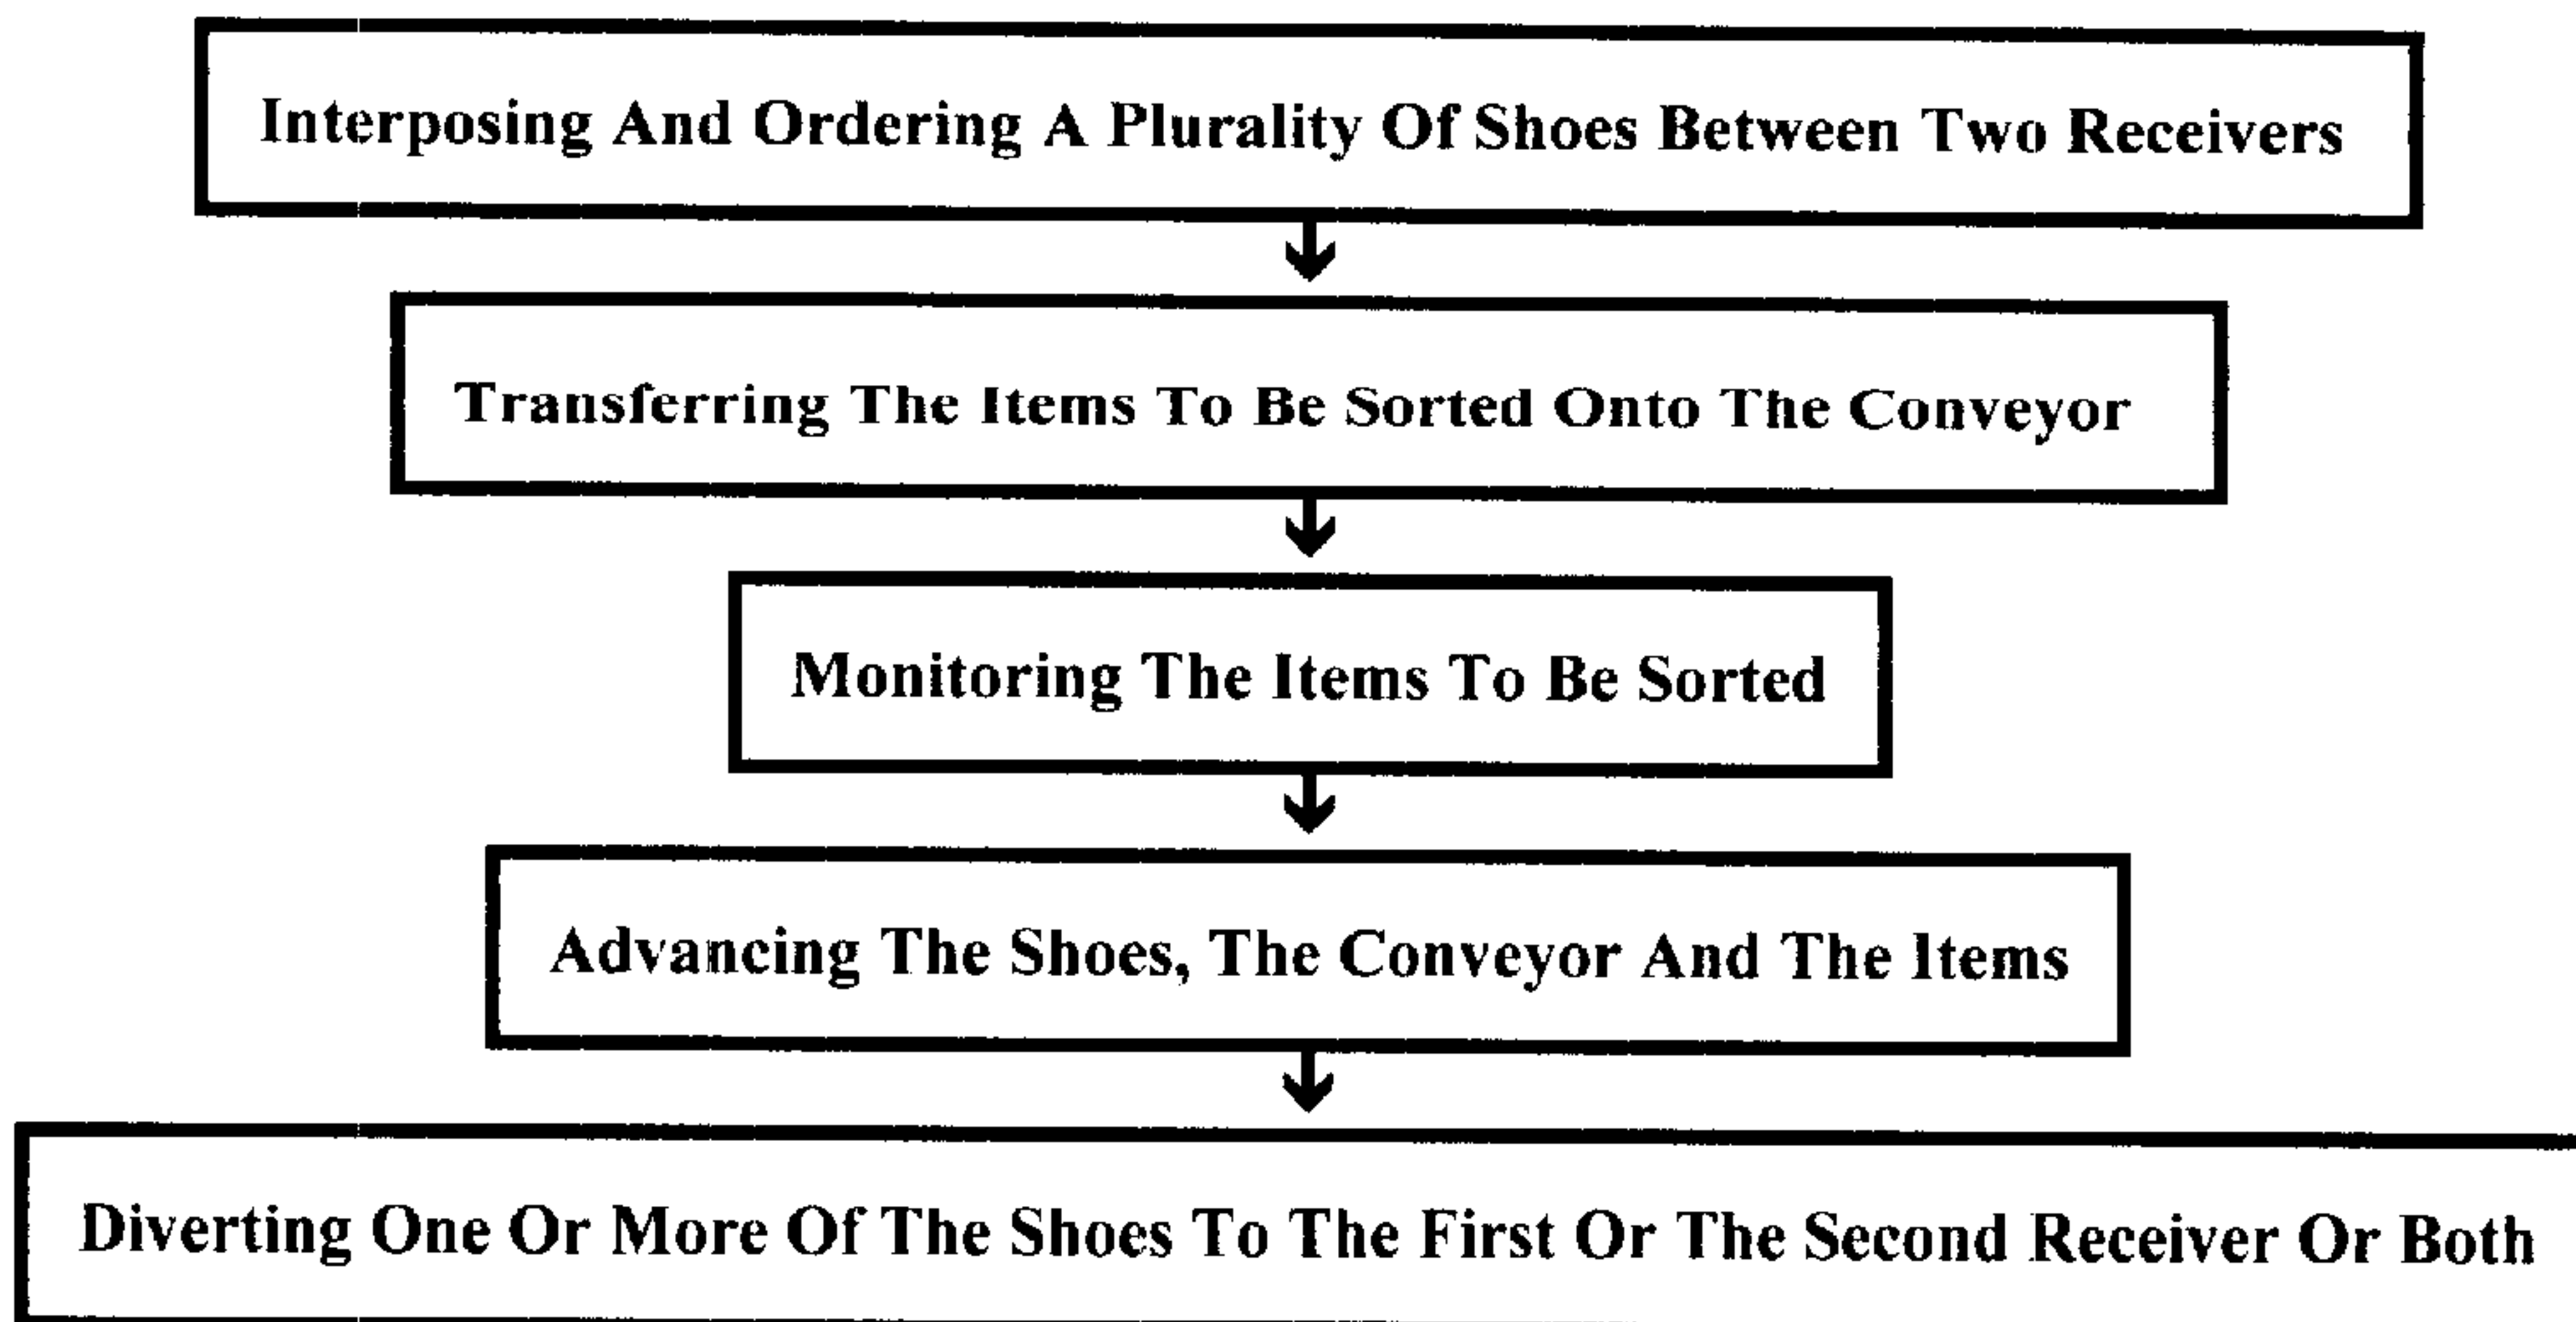 Interposing And Ordering A Plurality Of Shoes Between Two Receivers
Transferring The Items To Be Sorted Onto The Conveyor
Monitoring The Items To Be Sorted
Advancing The Shoes, The Conveyor And The Items
Diverting One Or More Of The Shoes To The First Or The Second Receiver Or Both